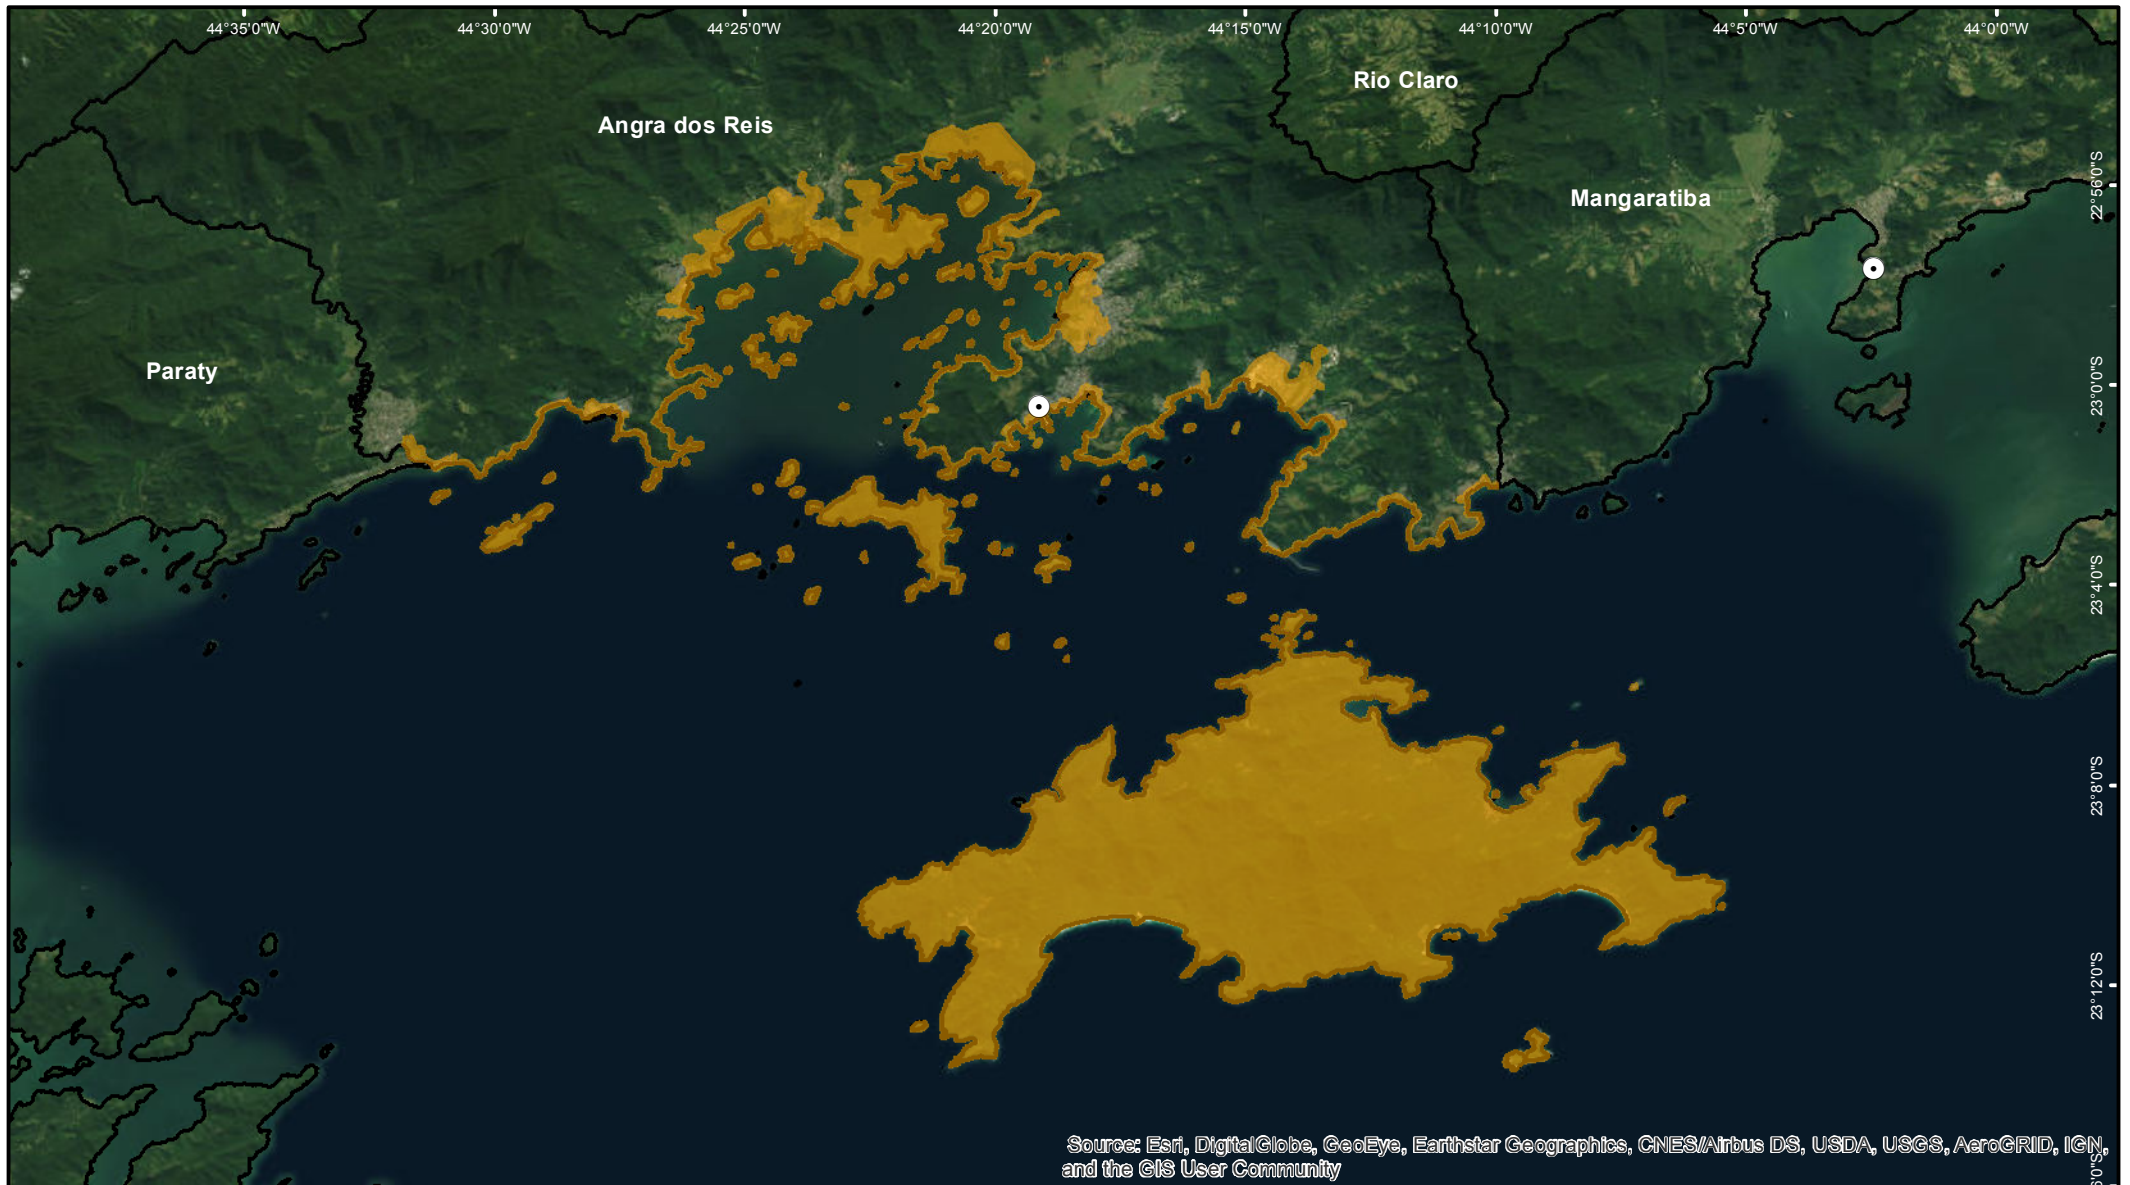 44°35'0"W 44°30'0"W 44°25'0"W 44°20'0"W 44°15'0"W 44°10'0"W 44°5'0"W 44°0'0"W
Rio Claro
Angra dos Reis
Mangaratiba
Paraty
22°56'0"S
23°0'0"S
23°4'0"S
23°8'0"S
23°12'0"S
Source: Esri, DigitalGlobe, GeoEye, Earthstar Geographics, CNES/Airbus DS, USDA, USGS, AeroGRID, IGN,
and the GIS User Community